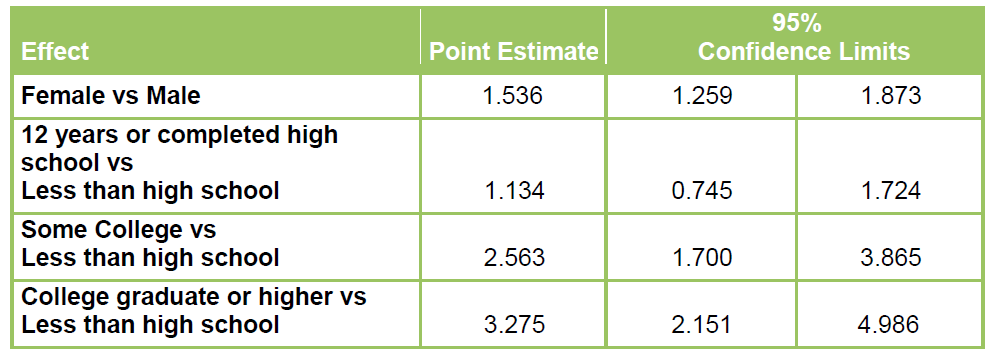 95%
Effect Point Estimate Confidence Limits
Female vs Male 1.536 1.259 1.873
12 years or completed high
school vs
Less than high school 1.134 0.745 1.724
Some College vs
Less than high school 2.563 1.700 3.865
College graduate or higher vs
Less than high school 3.275 2.151 4.986